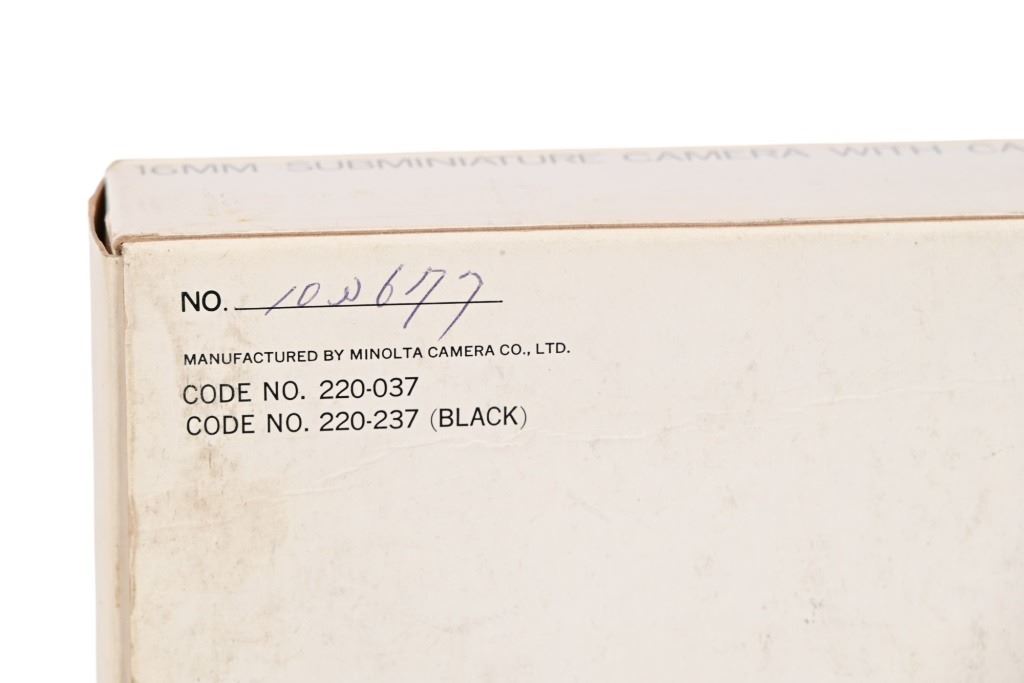 16MM SUBMINIATURE CAMERA WITH
NO.
MANUFACTURED BY MINOLTA CAMERA CO., LTD.
CODE NO. 220-037
CODE NO. 220-237 (BLACK)